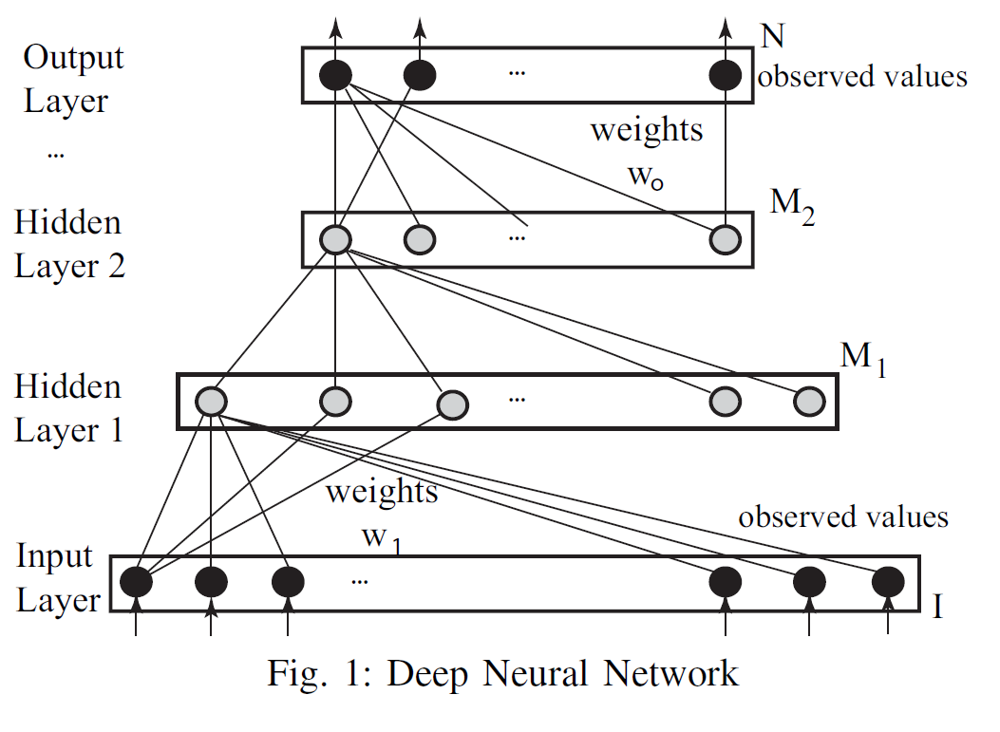 Output
Layer
...
N
observed values
...
weights
wo
Hidden
Layer 2
M2
...
Hidden
Layer 1
M1
...
weights
w1
observed values
Input
Layer
...
I
Fig. 1: Deep Neural Network